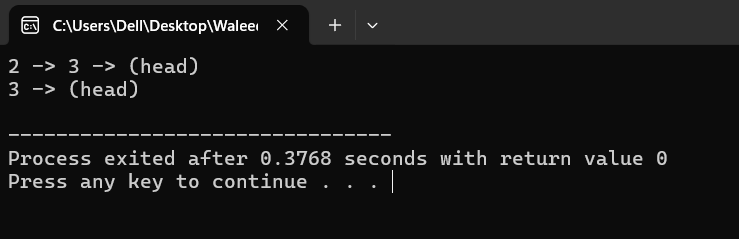 C:\Users\Dell\Desktop\Waleed
2 -> 3 -> (head)
3 -> (head)
--------------------------------
Process exited after 0.3768 seconds with return value 0
Press any key to continue . . .